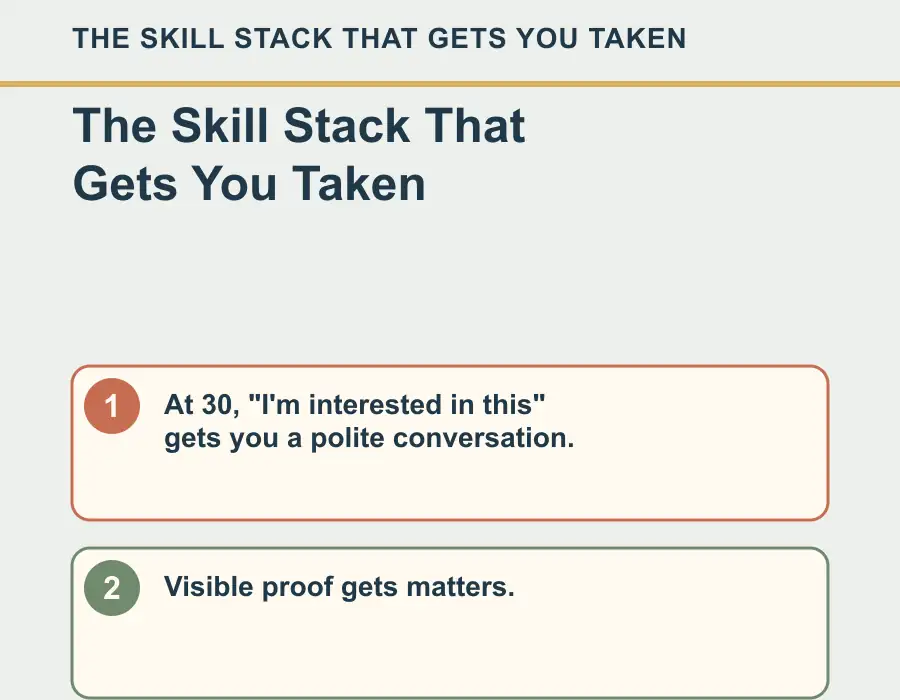 THE SKILL STACK THAT GETS YOU TAKEN
The Skill Stack That
Gets You Taken
1
At 30, "I'm interested in this"
gets you a polite conversation.
2
Visible proof gets matters.